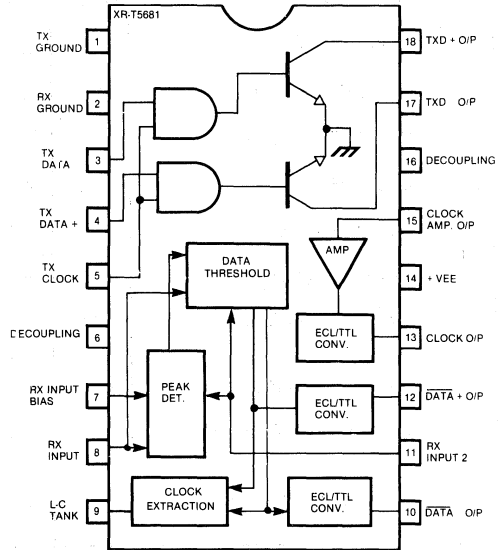 XR-T5681
TX
GROUND
1
RX
GROUND
2
TX
DATA
3
TX
DATA +
4
TX
CLOCK
5
DECOUPLING
6
RX INPUT
BIAS
7
RX
INPUT
8
L-C
TANK
9
18
TXD + O/P
17
TXD O/P
16
DECOUPLING
15
CLOCK
AMP. O/P
14
+ VEE
13
CLOCK O/P
12
DATA + O/P
11
RX
INPUT 2
10
DATA O/P
AMP
DATA
THRESHOLD
ECL/TTL
CONV.
PEAK
DET.
ECL/TTL
CONV.
CLOCK
EXTRACTION
ECL/TTL
CONV.